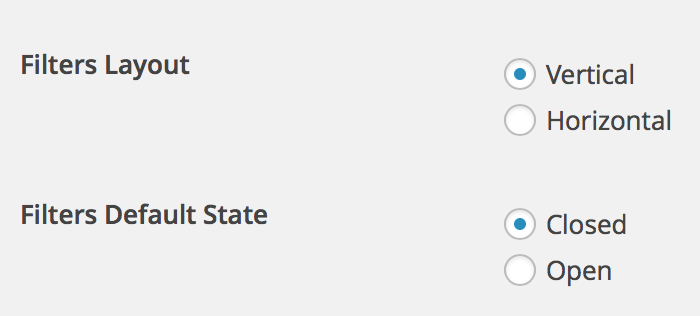 Filters Layout
Vertical
Horizontal
Filters Default State
Closed
Open